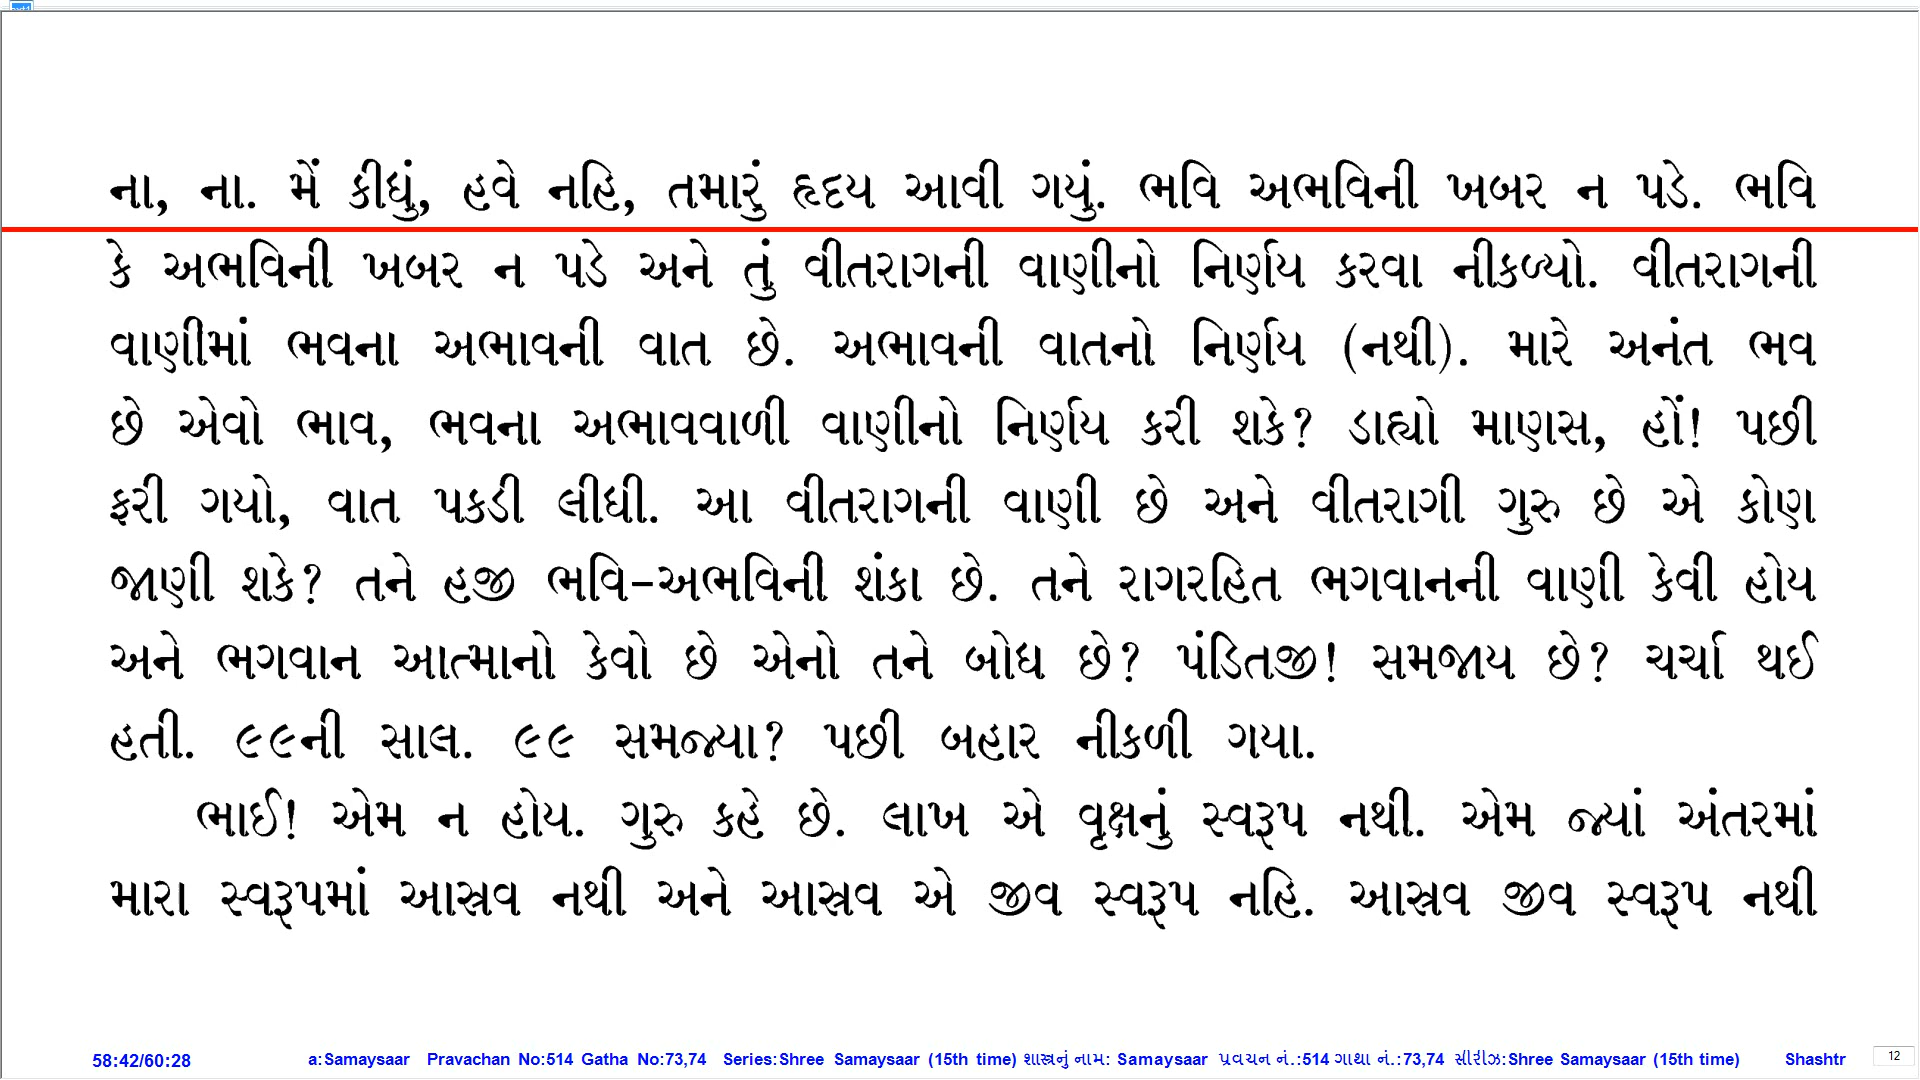 ના, ના. મેં કીધું, હવે નહિ, તમારું હૃદય આવી ગયું. ભવિ અભવિની ખબર ન પડે. ભવિ
કે અભવિની ખબર ન પડે અને તું વીતરાગની વાણીનો નિર્ણય કરવા નીકળ્યો. વીતરાગની
વાણીમાં ભવના અભાવની વાત છે. અભાવની વાતનો નિર્ણય (નથી). મારે અનંત ભવ
છે એવો ભાવ, ભવના અભાવવાળી વાણીનો નિર્ણય કરી શકે? ડાહ્યો માણસ, હોં! પછી
ફરી ગયો, વાત પકડી લીધી. આ વીતરાગની વાણી છે અને વીતરાગી ગુરુ છે એ કોણ
જાણી શકે? તને હજી ભવિ-અભવિની શંકા છે. તને રાગરહિત ભગવાનની વાણી કેવી હોય
અને ભગવાન આત્માનો કેવો છે એનો તને બોધ છે? પંડિતજી! સમજાય છે? ચર્ચા થઈ
હતી. ૯૯ની સાલ. ૯૯ સમજ્યા? પછી બહાર નીકળી ગયા.
ભાઈ! એમ ન હોય. ગુરુ કહે છે. લાખ એ વૃક્ષનું સ્વરૂપ નથી. એમ જ્યાં અંતરમાં
મારા સ્વરૂપમાં આસ્રવ નથી અને આસ્રવ એ જીવ સ્વરૂપ નહિ. આસ્રવ જીવ સ્વરૂપ નથી
58:42/60:28 a:Samaysaar Pravachan No:514 Gatha No:73,74 Series:Shree Samaysaar (15th time) શાસ્ત્રનું નામ: Samaysaar પ્રવચન નં.:514 ગાથા નં.:73,74 સીરીઝ:Shree Samaysaar (15th time) Shashtr 12